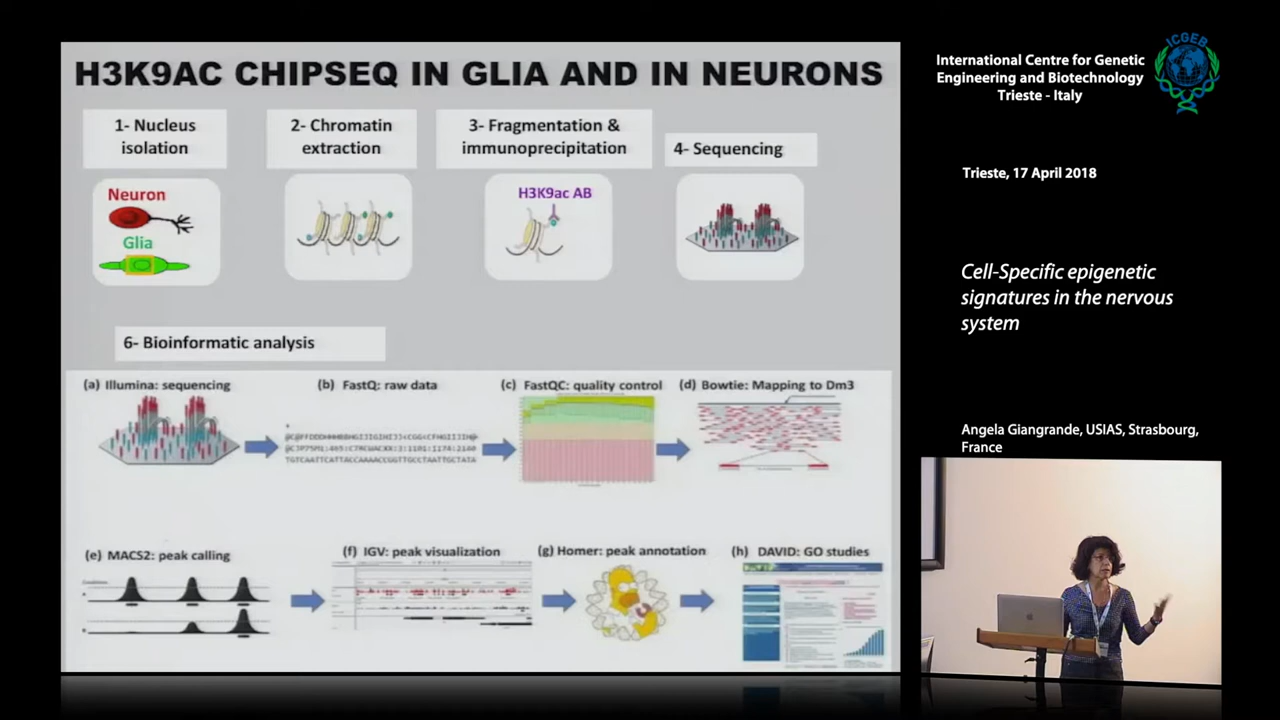 H3K9AC CHIPSEQ IN GLIA AND IN NEURONS
1- Nucleus
isolation
2- Chromatin
extraction
3- Fragmentation &
immunoprecipitation
4- Sequencing
Neuron
Glia
H3K9ac AB
6- Bioinformatic analysis
(a) Illumina: sequencing
(b) FastQ: raw data
(c) FastQC: quality control
(d) Bowtie: Mapping to Dm3
(e) MACS2: peak calling
(f) IGV: peak visualization
(g) Homer: peak annotation
(h) DAVID: GO studies
International Centre for Genetic
Engineering and Biotechnology
Trieste - Italy
ICGEB
Trieste, 17 April 2018
Cell-Specific epigenetic
signatures in the nervous
system
Angela Giangrande, USIAS, Strasbourg,
France